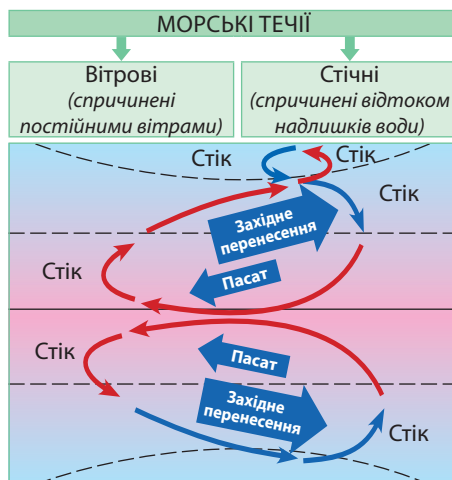 МОРСЬКІ ТЕЧІЇ
Вітрові
(спричинені
постійними вітрами)
Стічні
(спричинені відтоком
надлишків води)
Стік
Стік
Західне
перенесення
Стік
Пасат
Стік
Пасат
Західне
перенесення
Стік